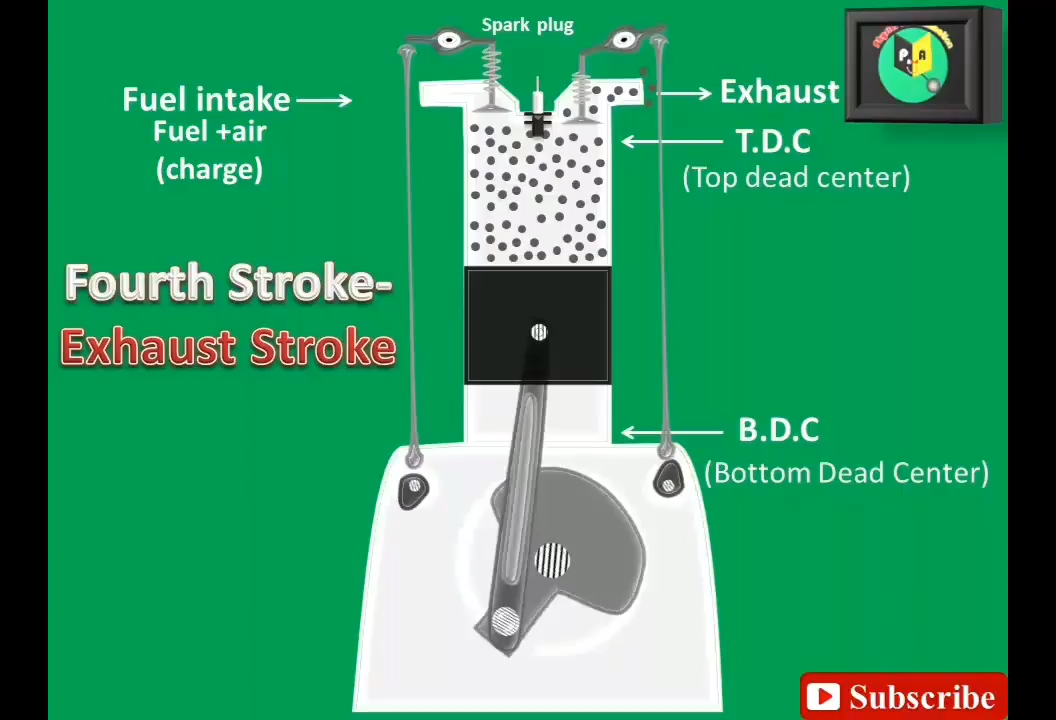 Spark plug
Fuel intake
Fuel +air
(charge)
Exhaust
T.D.C
(Top dead center)
Fourth Stroke-
Exhaust Stroke
B.D.C
(Bottom Dead Center)
P. A
Subscribe